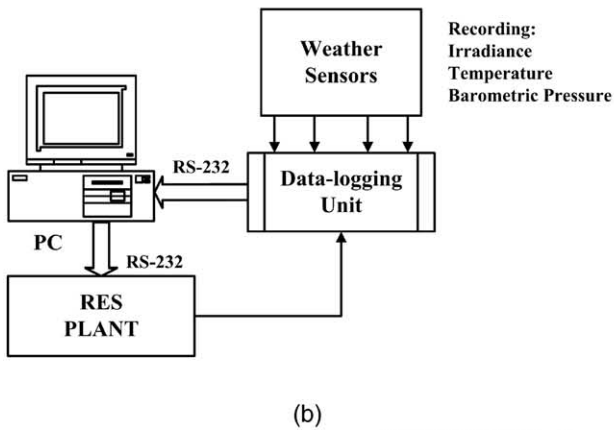 Weather
Sensors
Recording:
Irradiance
Temperature
Barometric Pressure
RS-232
Data-logging
Unit
PC
RS-232
RES
PLANT
(b)